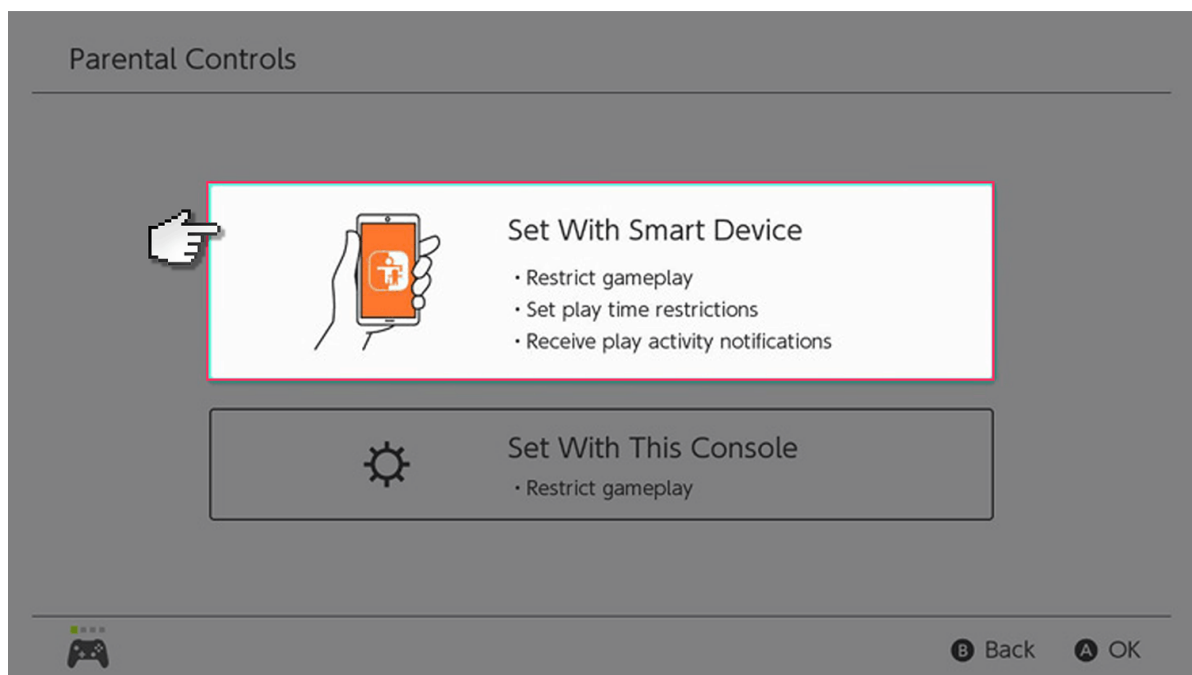 Parental Controls
Set With Smart Device
・Restrict gameplay
・Set play time restrictions
・Receive play activity notifications
Set With This Console
・Restrict gameplay
B Back A OK